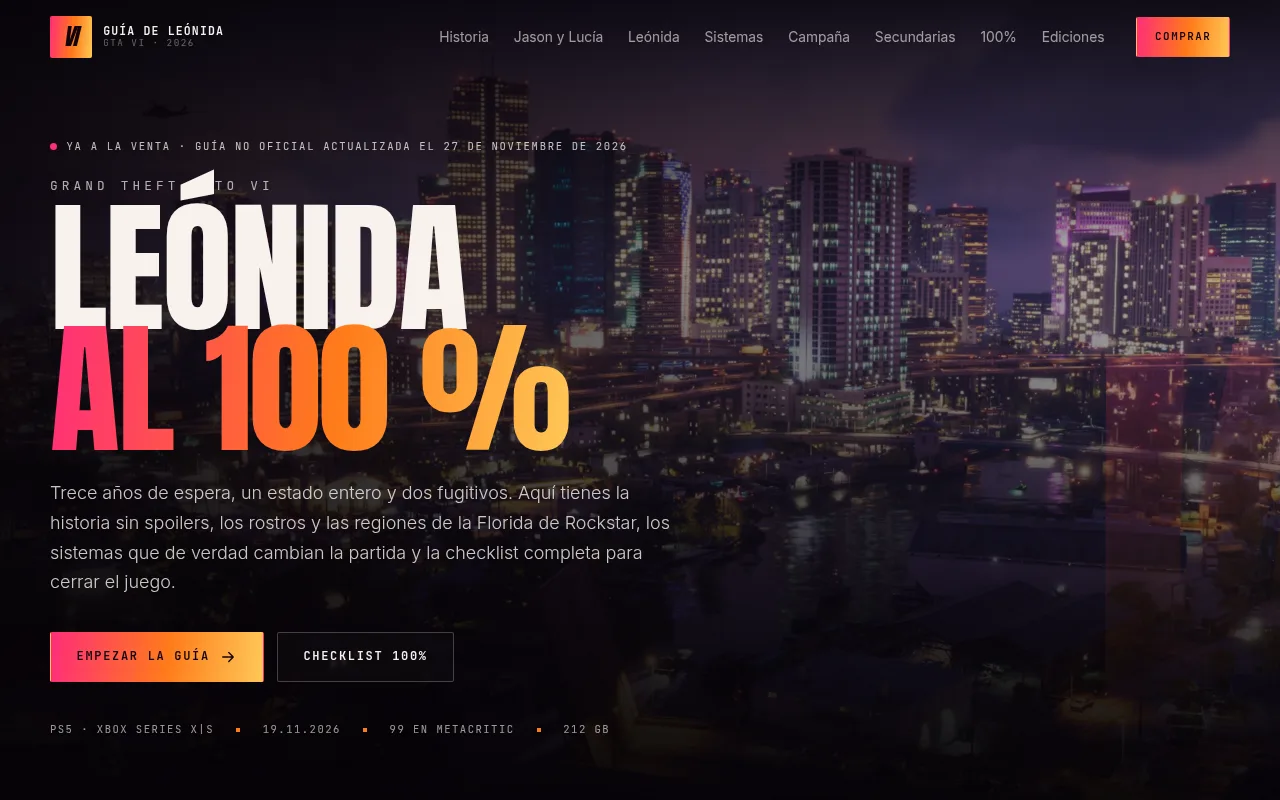 GUÍA DE LEÓNIDA
GTA VI · 2026
Historia Jason y Lucía Leónida Sistemas Campaña Secundarias 100% Ediciones COMPRAR
YA A LA VENTA · GUÍA NO OFICIAL ACTUALIZADA EL 27 DE NOVIEMBRE DE 2026
GRAND THEFT TO VI
LEÓNIDA
AL 100 %
Trece años de espera, un estado entero y dos fugitivos. Aquí tienes la
historia sin spoilers, los rostros y las regiones de la Florida de Rockstar, los
sistemas que de verdad cambian la partida y la checklist completa para
cerrar el juego.
EMPEZAR LA GUÍA → CHECKLIST 100%
PS5 · XBOX SERIES X|S 19.11.2026 99 EN METACRITIC 212 GB